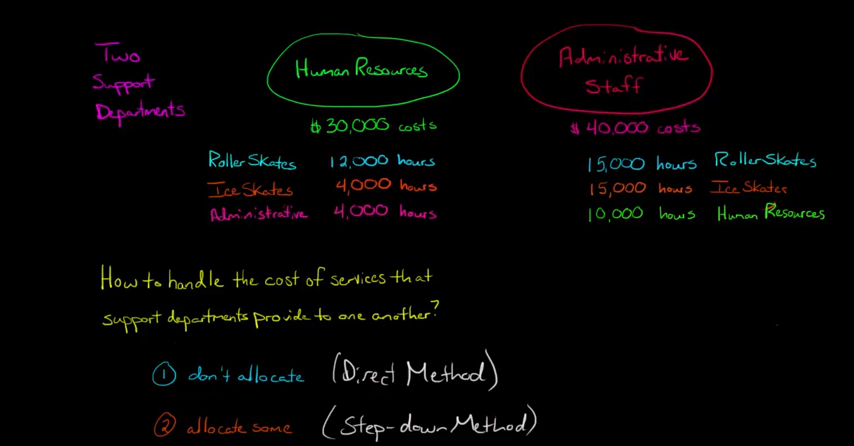 Two
Support
Departments
Human Resources
$30,000 costs
Roller Skates 12,000 hours
Ice Skates 4,000 hours
Administrative 4,000 hours
Administrative
Staff
$40,000 costs
15,000 hours Roller Skates
15,000 hours Ice Skates
10,000 hours Human Resources
How to handle the cost of services that
support departments provide to one another?
1 don't allocate (Direct Method)
2 allocate some (Step-down Method)